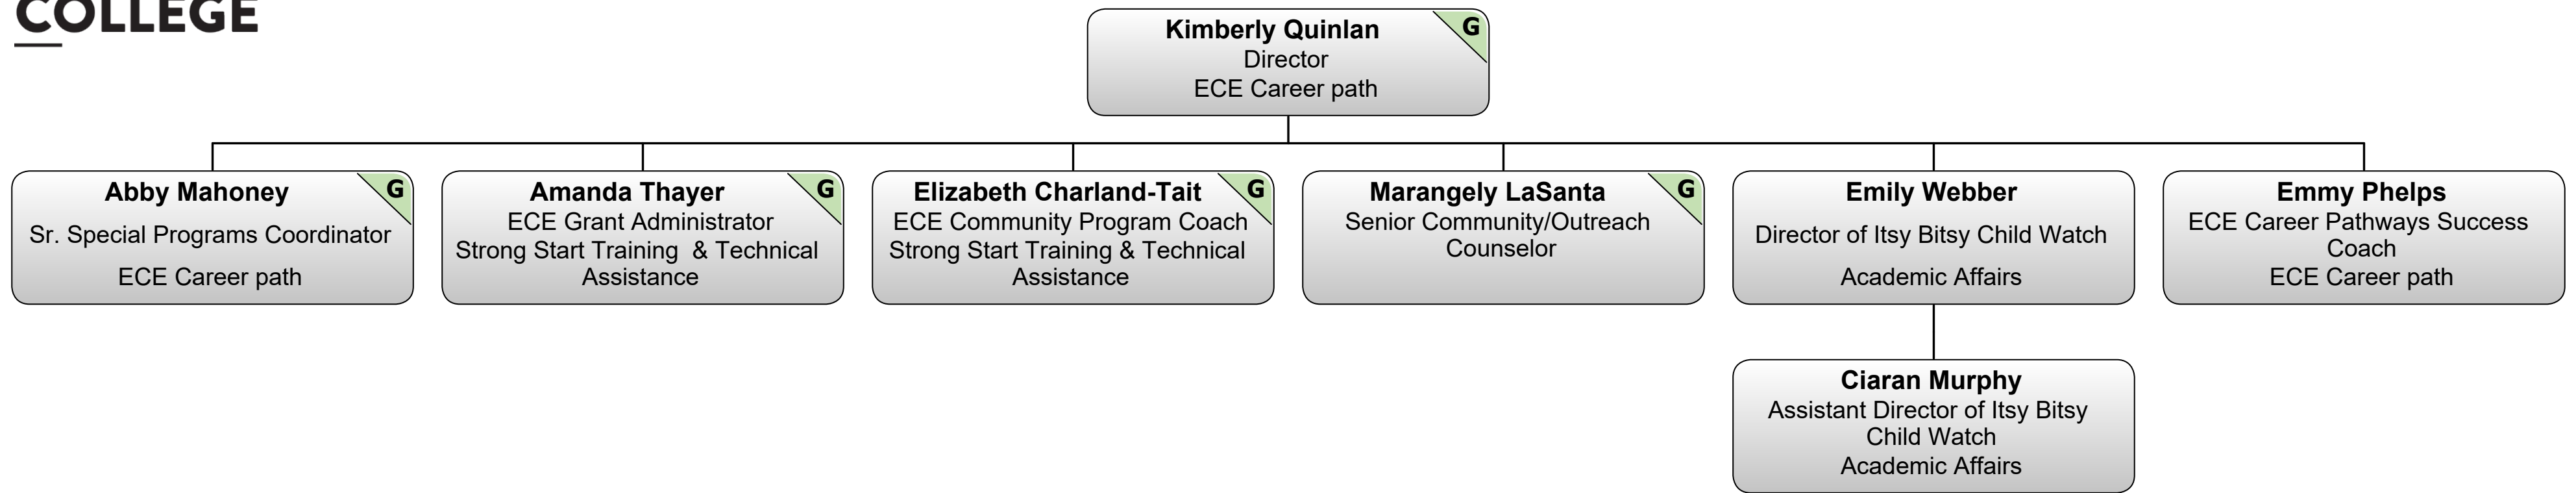 COLLEGE
Kimberly Quinlan
G
Director
ECE Career path
Abby Mahoney
G
Sr. Special Programs Coordinator
ECE Career path
Amanda Thayer
G
ECE Grant Administrator
Strong Start Training  & Technical
Assistance
Elizabeth Charland-Tait
G
ECE Community Program Coach
Strong Start Training & Technical
Assistance
Marangely LaSanta
G
Senior Community/Outreach
Counselor
Emily Webber
Director of Itsy Bitsy Child Watch
Academic Affairs
Emmy Phelps
ECE Career Pathways Success
Coach
ECE Career path
Ciaran Murphy
Assistant Director of Itsy Bitsy
Child Watch
Academic Affairs